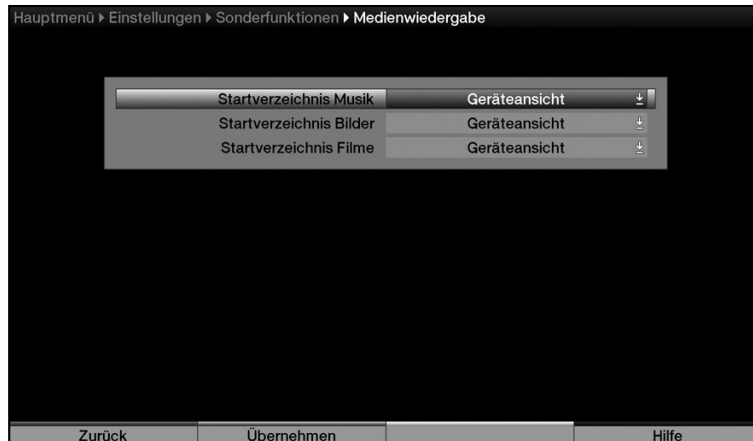 Hauptmenü ▸ Einstellungen ▸ Sonderfunktionen ▸ Medienwiedergabe
Startverzeichnis Musik Geräteansicht
Startverzeichnis Bilder Geräteansicht
Startverzeichnis Filme Geräteansicht
Zurück Übernehmen Hilfe